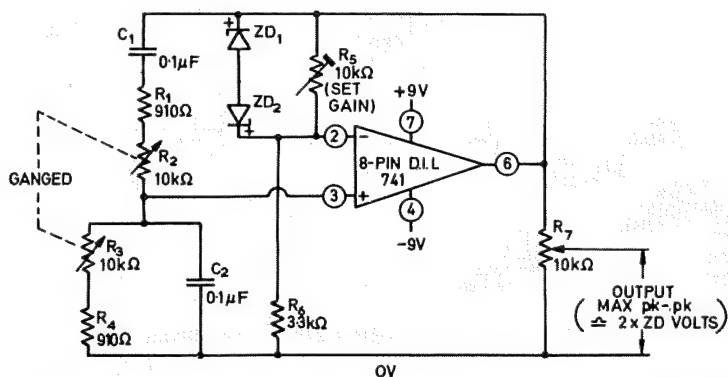 C1
0·1µF
R1
910Ω
R2
10kΩ
GANGED
R3
10kΩ
R4
910Ω
C2
0·1µF
+
ZD1
ZD2
+
R5
10kΩ
(SET
GAIN)
R6
3·3kΩ
2
−
3
+
8-PIN D.I.L
741
+9V
7
4
−9V
6
R7
10kΩ
OUTPUT
(MAX pk-.pk
≏ 2 x ZD VOLTS)
0V